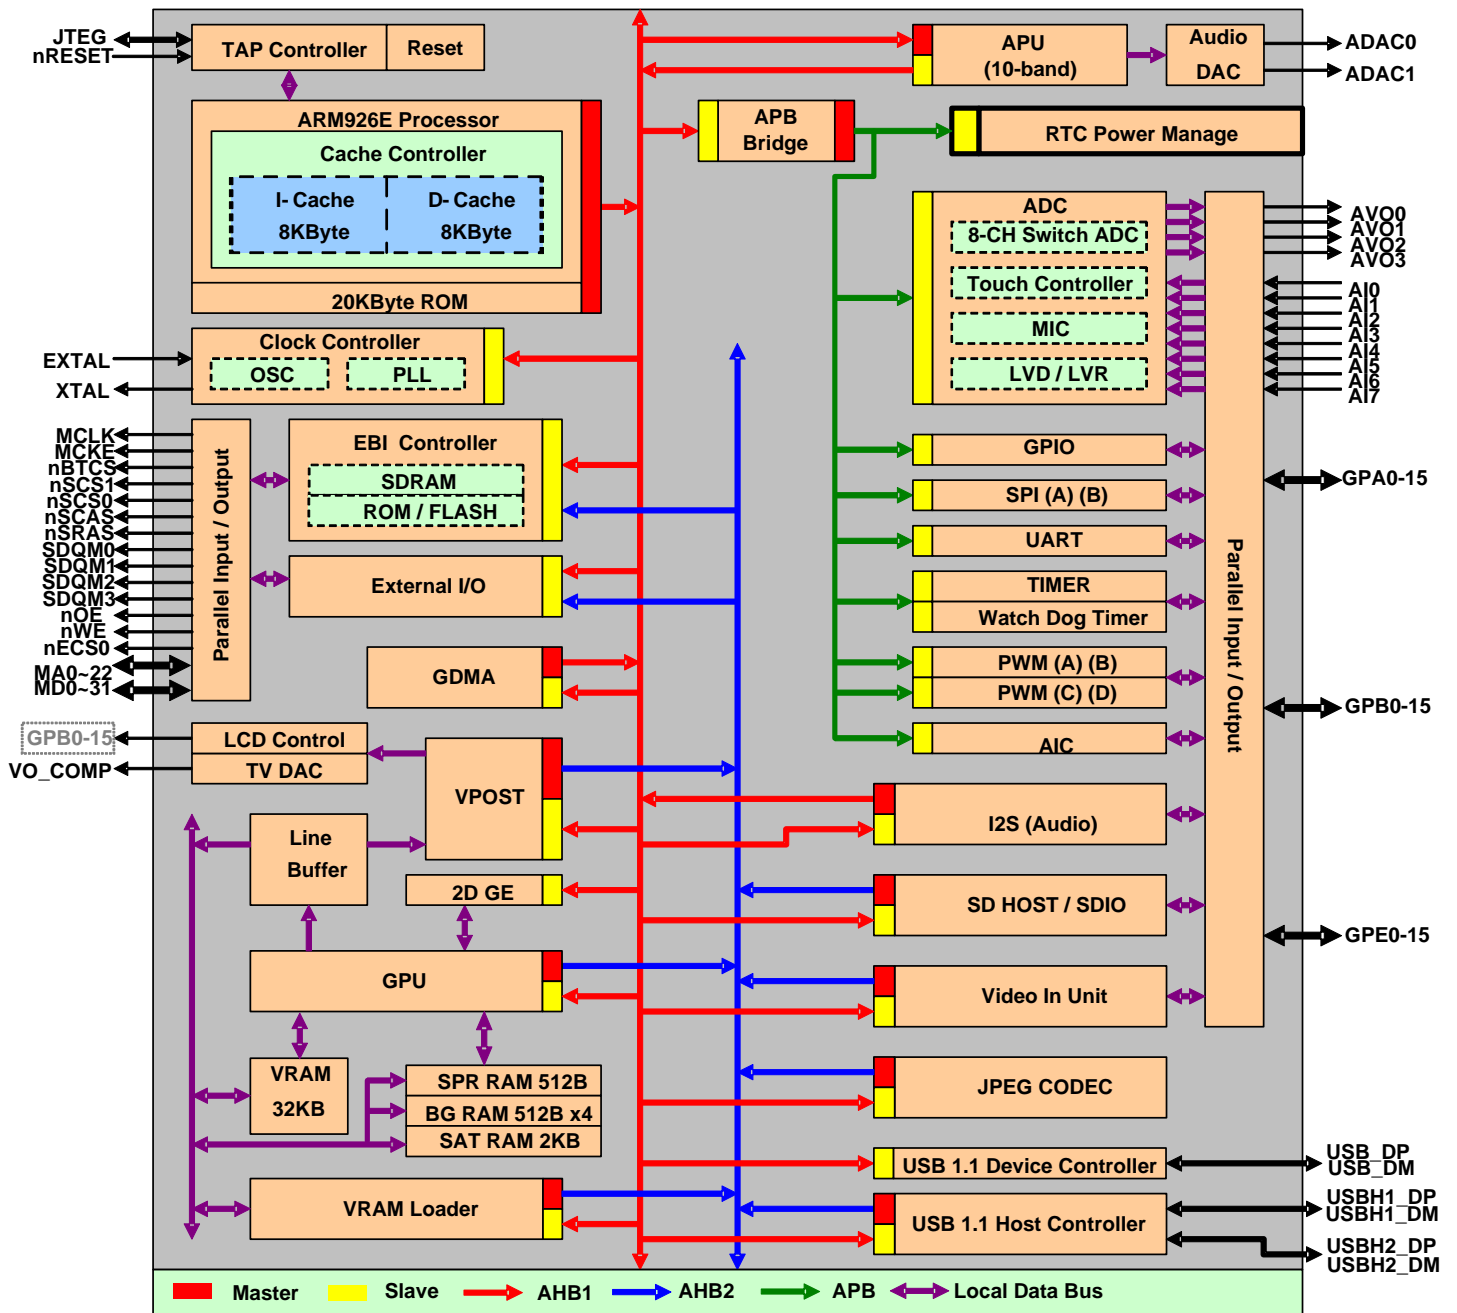 JTEG
nRESET
TAP Controller
Reset
APU
(10-band)
Audio
DAC
ADAC0
ADAC1
ARM926E Processor
Cache Controller
I- Cache
8KByte
D- Cache
8KByte
20KByte ROM
APB
Bridge
RTC Power Manage
ADC
8-CH Switch ADC
Touch Controller
MIC
LVD / LVR
AVO0
AVO1
AVO2
AVO3
AI0
AI1
AI2
AI3
AI4
AI5
AI6
AI7
EXTAL
XTAL
Clock Controller
OSC
PLL
MCLK
MCKE
nBTCS
nSCS1
nSCS0
nSCAS
nSRAS
SDQM0
SDQM1
SDQM2
SDQM3
nOE
nWE
nECS0
MA0~22
MD0~31
Parallel Input / Output
EBI Controller
SDRAM
ROM / FLASH
External I/O
GDMA
GPIO
SPI (A) (B)
UART
TIMER
Watch Dog Timer
PWM (A) (B)
PWM (C) (D)
AIC
Parallel Input / Output
GPA0-15
GPB0-15
GPE0-15
GPB0-15
VO_COMP
LCD Control
TV DAC
VPOST
Line
Buffer
2D GE
GPU
VRAM
32KB
SPR RAM 512B
BG RAM 512B x4
SAT RAM 2KB
VRAM Loader
I2S (Audio)
SD HOST / SDIO
Video In Unit
JPEG CODEC
USB 1.1 Device Controller
USB 1.1 Host Controller
USB_DP
USB_DM
USBH1_DP
USBH1_DM
USBH2_DP
USBH2_DM
Master
Slave
AHB1
AHB2
APB
Local Data Bus